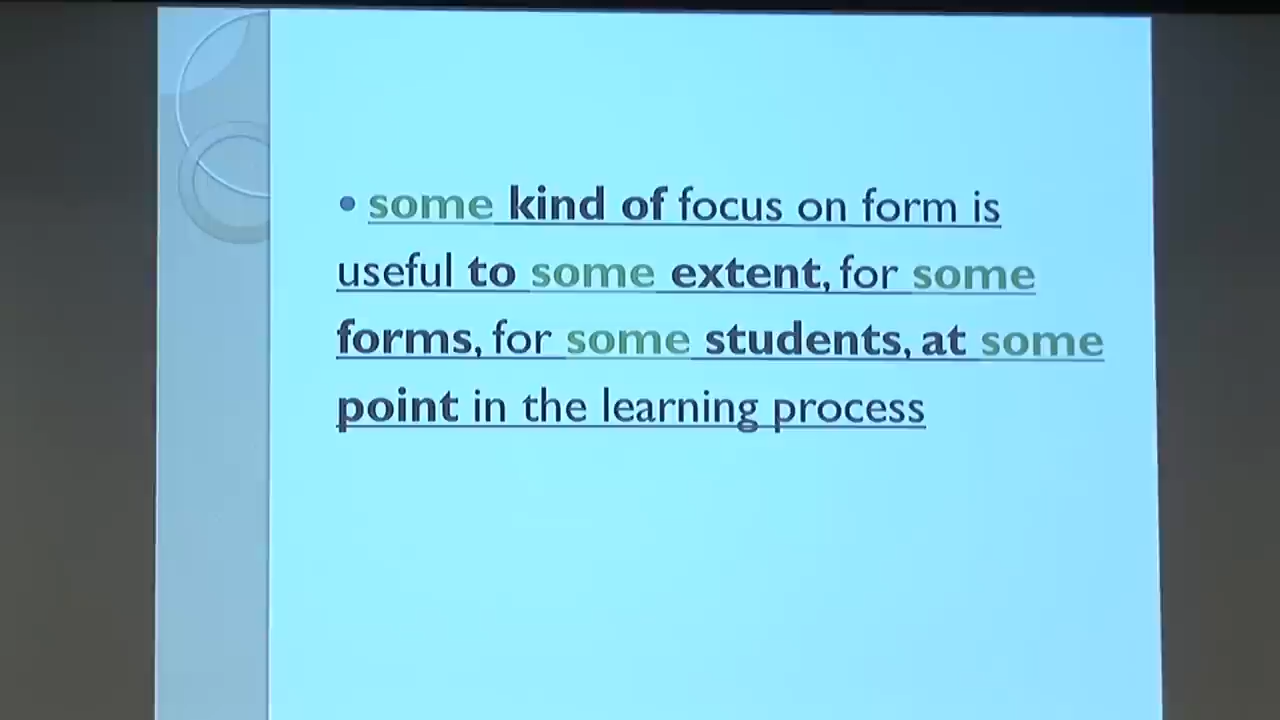 • some kind of focus on form is
useful to some extent, for some
forms, for some students, at some
point in the learning process